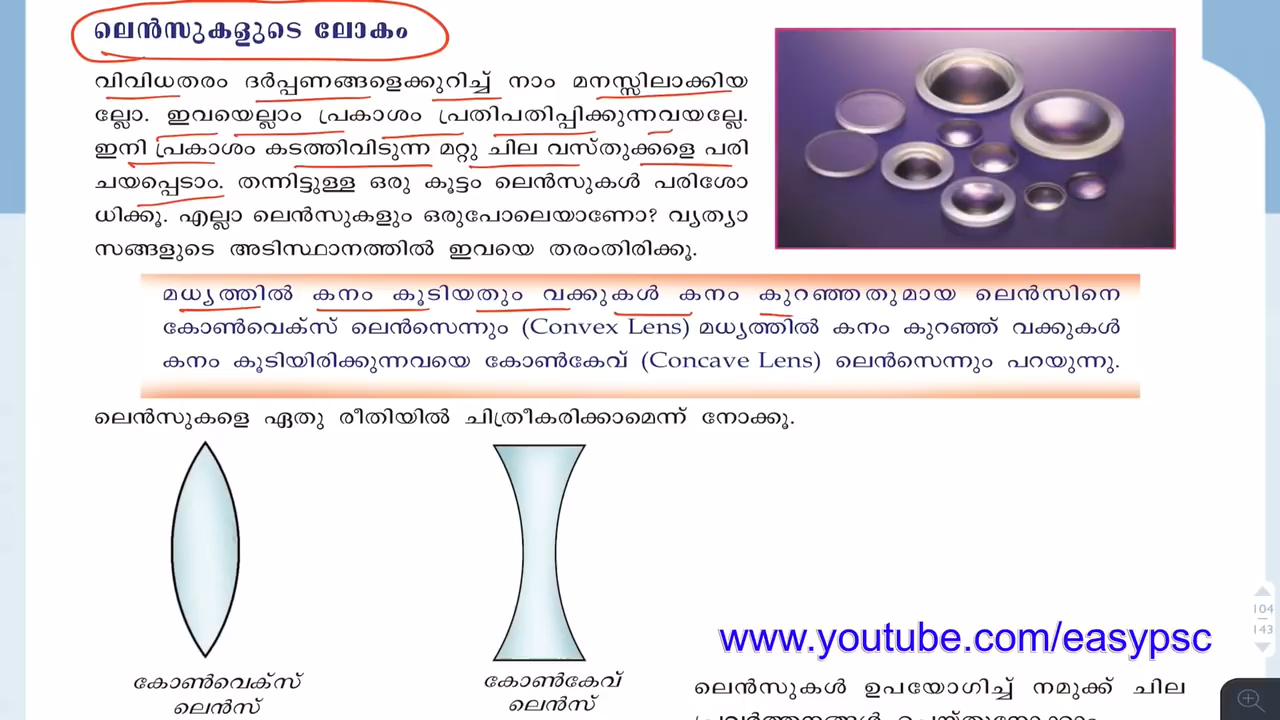 ലെൻസുകളുടെ ലോകം
വിവിധതരം ദർപ്പണങ്ങളെക്കുറിച്ച് നാം മനസ്സിലാക്കിയ
ല്ലോ. ഇവയെല്ലാം പ്രകാശം പ്രതിപതിപ്പിക്കുന്നവയല്ലേ.
ഇനി പ്രകാശം കടത്തിവിടുന്ന മറ്റു ചില വസ്തുക്കളെ പരി
ചയപ്പെടാം. തന്നിട്ടുള്ള ഒരു കൂട്ടം ലെൻസുകൾ പരിശോ
ധിക്കൂ. എല്ലാ ലെൻസുകളും ഒരുപോലെയാണോ? വ്യത്യാ
സങ്ങളുടെ അടിസ്ഥാനത്തിൽ ഇവയെ തരംതിരിക്കൂ.
മധ്യത്തിൽ കനം കൂടിയതും വക്കുകൾ കനം കുറഞ്ഞതുമായ ലെൻസിനെ
കോൺവെക്സ് ലെൻസെന്നും (Convex Lens) മധ്യത്തിൽ കനം കുറഞ്ഞ് വക്കുകൾ
കനം കൂടിയിരിക്കുന്നവയെ കോൺകേവ് (Concave Lens) ലെൻസെന്നും പറയുന്നു.
ലെൻസുകളെ ഏതു രീതിയിൽ ചിത്രീകരിക്കാമെന്ന് നോക്കൂ.
കോൺവെക്സ്
ലെൻസ്
കോൺകേവ്
ലെൻസ്
104
143
www.youtube.com/easypsc
ലെൻസുകൾ ഉപയോഗിച്ച് നമുക്ക് ചില